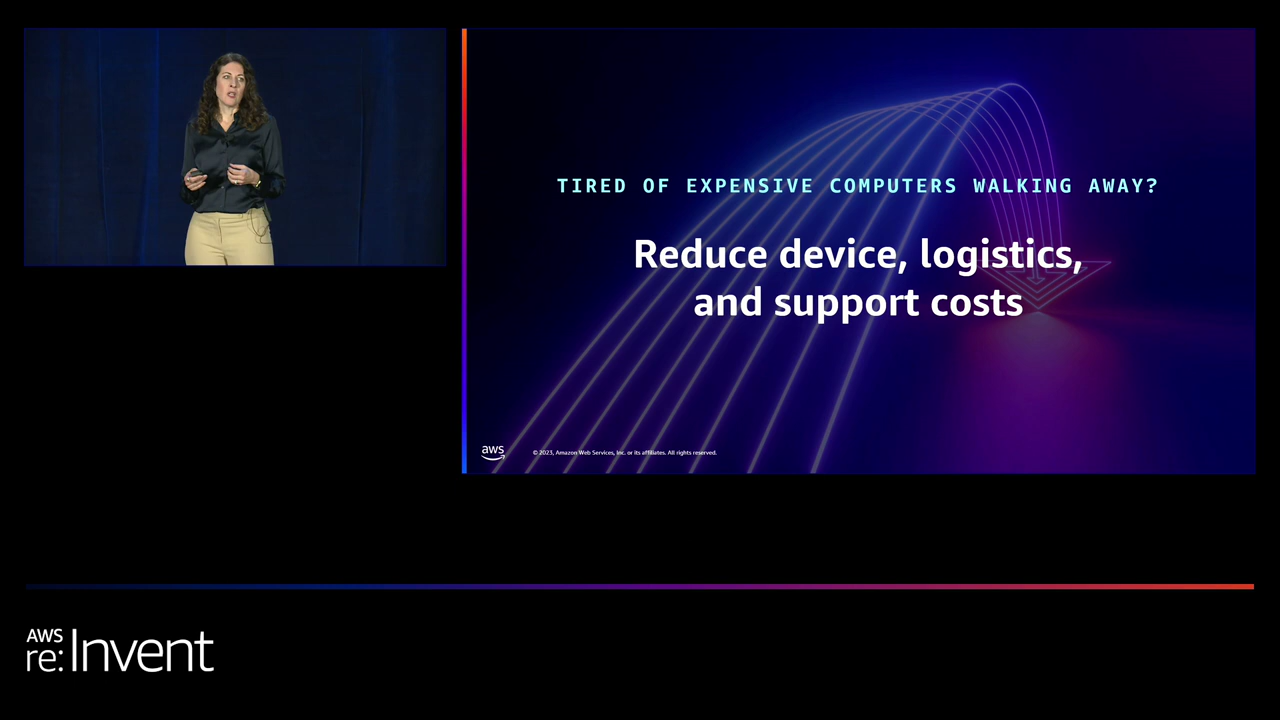 TIRED OF EXPENSIVE COMPUTERS WALKING AWAY?
Reduce device, logistics,
and support costs
aws
© 2023, Amazon Web Services, Inc. or its affiliates. All rights reserved.
AWS
re:Invent